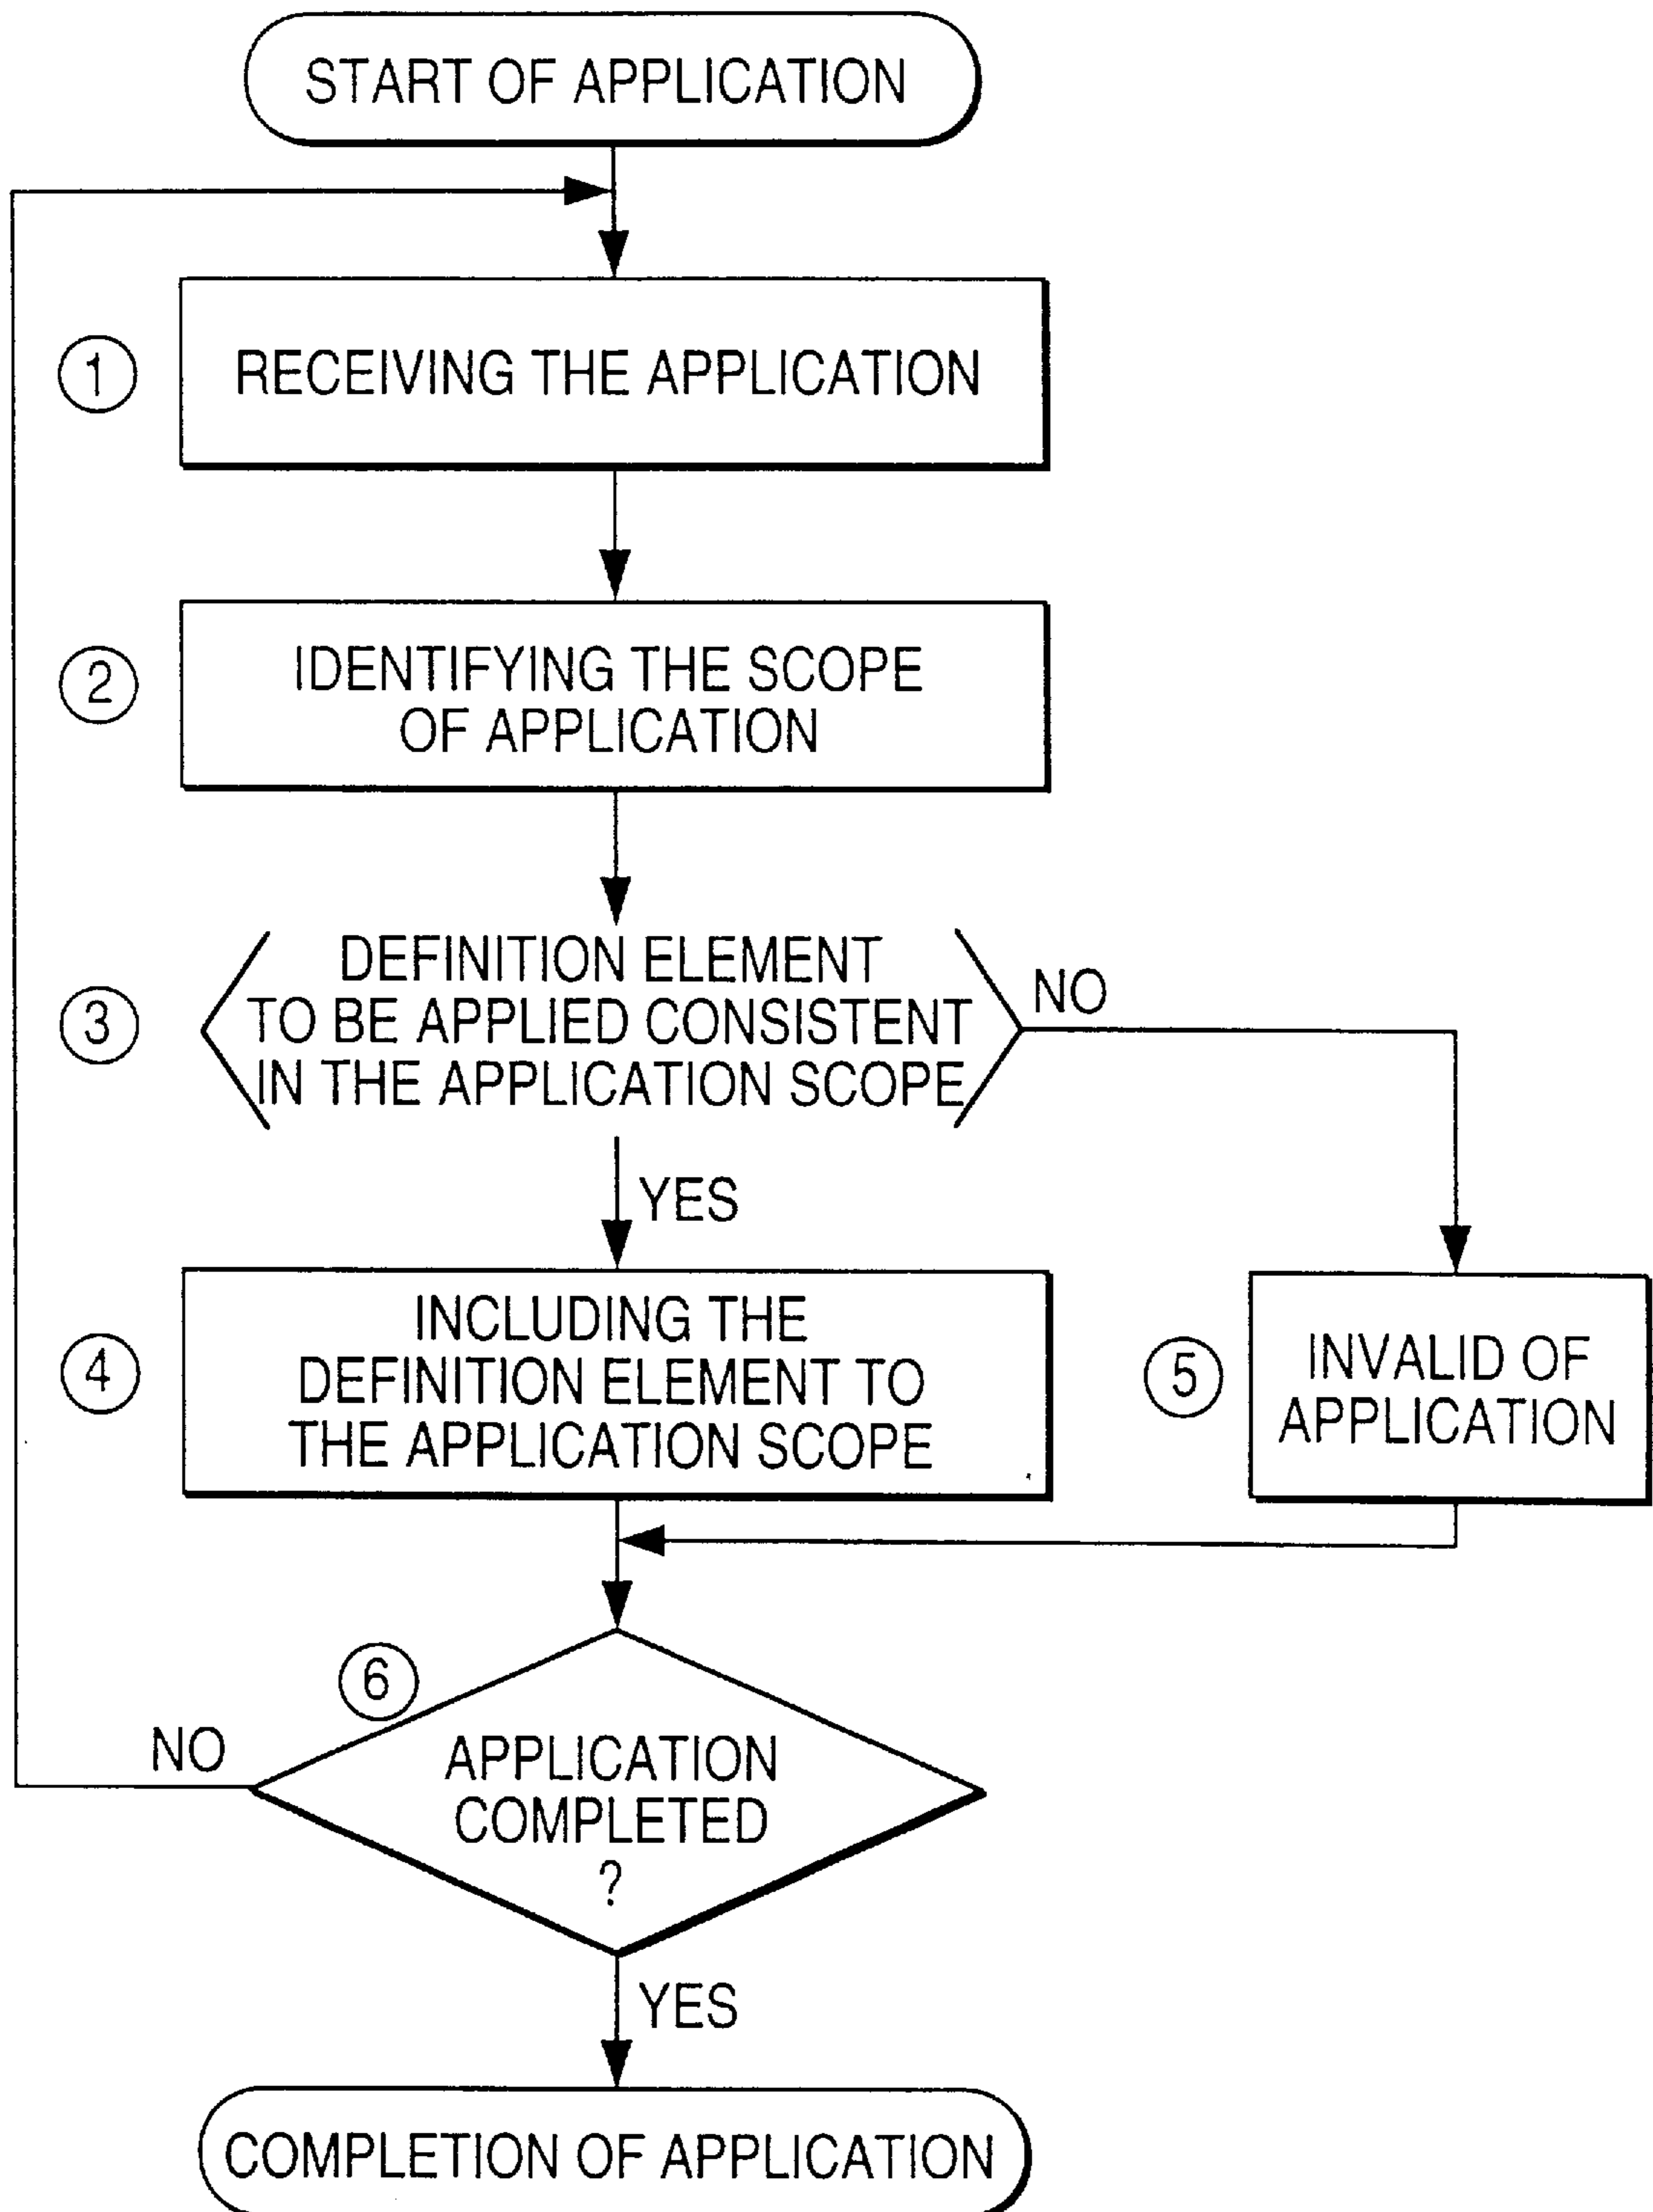 START OF APPLICATION
1
RECEIVING THE APPLICATION
2
IDENTIFYING THE SCOPE
OF APPLICATION
3
DEFINITION ELEMENT
TO BE APPLIED CONSISTENT
IN THE APPLICATION SCOPE
NO
YES
4
INCLUDING THE
DEFINITION ELEMENT TO
THE APPLICATION SCOPE
5
INVALID OF
APPLICATION
6
APPLICATION
COMPLETED
?
NO
YES
COMPLETION OF APPLICATION